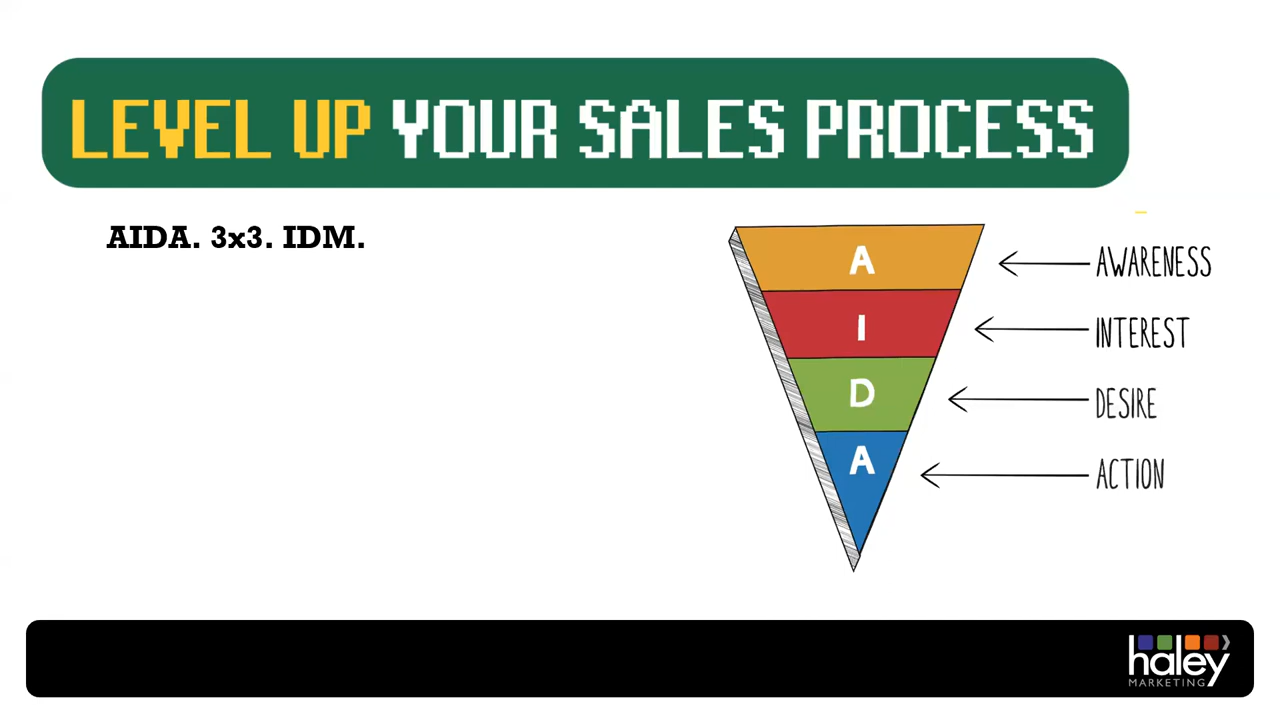 LEVEL UP YOUR SALES PROCESS
AIDA. 3x3. IDM.
A
AWARENESS
I
INTEREST
D
DESIRE
A
ACTION
haley
MARKETING